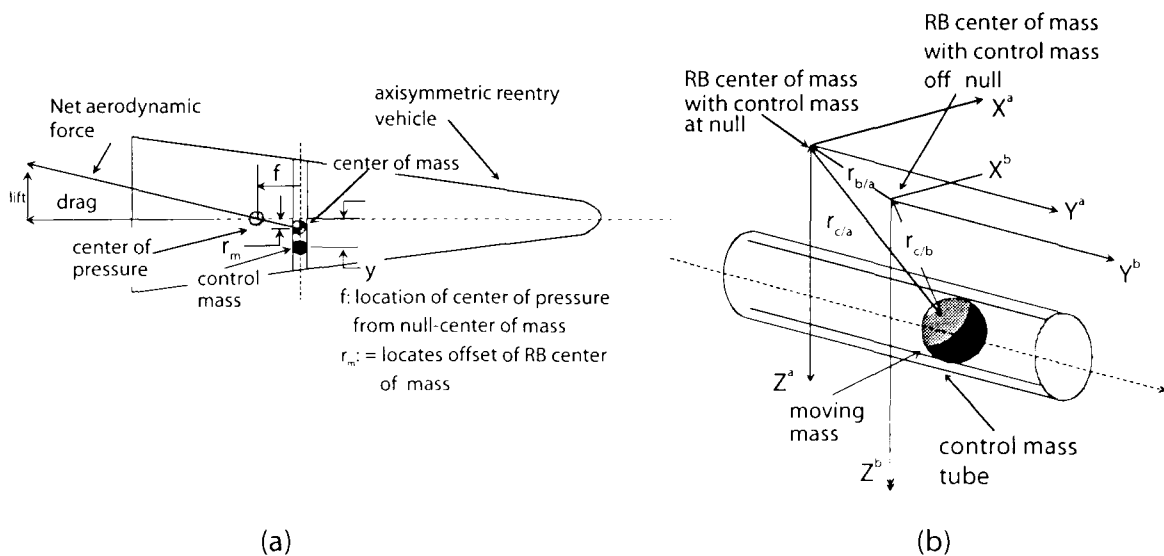 Net aerodynamic
force
axisymmetric reentry
vehicle
center of mass
f
lift
drag
center of
pressure
r_m
control
mass
y
f: location of center of pressure
from null-center of mass
r_m: = locates offset of RB center
of mass
(a)
RB center of mass
with control mass
off null
RB center of mass
with control mass
at null
X^a
X^b
r_b/a
Y^a
r_c/a
r_c/b
Y^b
Z^a
moving
mass
Z^b
control mass
tube
(b)